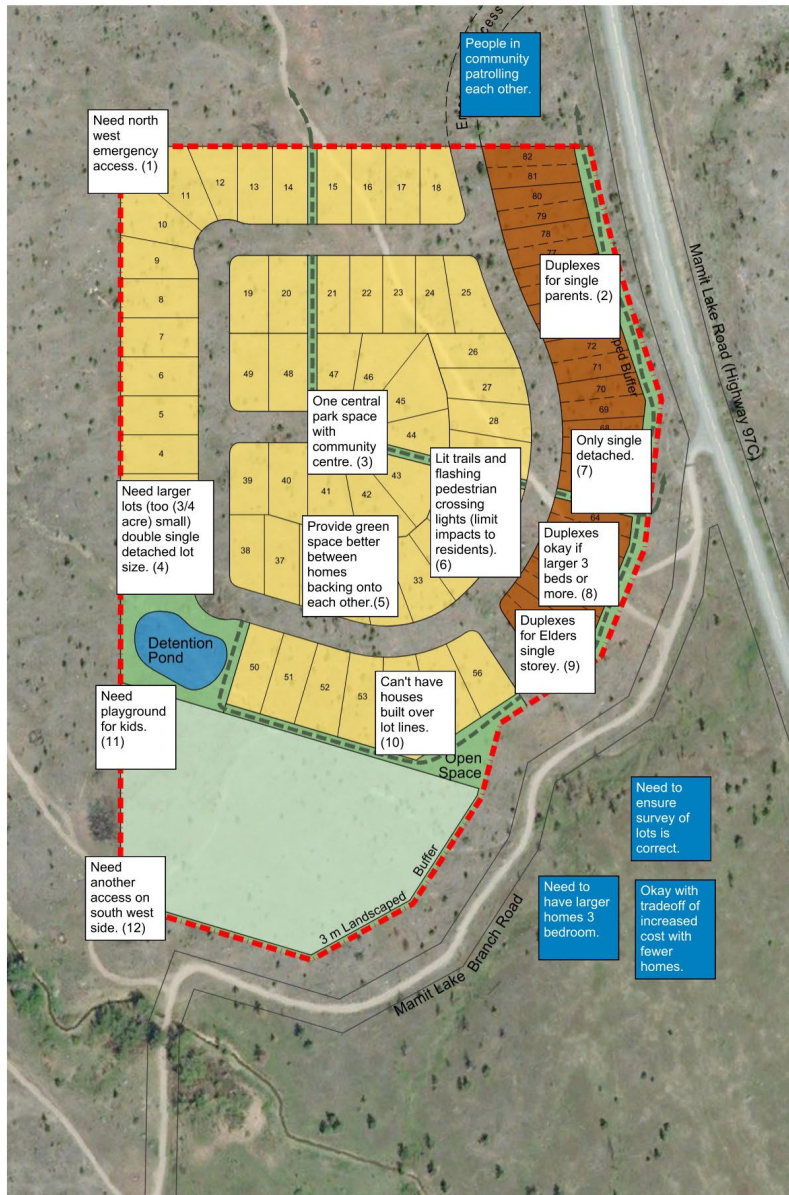 People in
community
patrolling
each other.
Need north
west
emergency
access. (1)
82
81
80
79
78
77
10
11
12
13
14
15
16
17
18
9
8
7
6
5
4
19
20
21
22
23
24
25
26
27
28
49
48
47
46
45
44
43
Duplexes
for single
parents. (2)
Mamit Lake Road (Highway 97C)
ped Buffer
72
71
70
69
68
One central
park space
with
community
centre. (3)
Only single
detached.
(7)
Lit trails and
flashing
pedestrian
crossing
lights (limit
impacts to
residents).
(6)
39
40
41
42
38
37
33
64
Need larger
lots (too (3/4
acre) small)
double single
detached lot
size. (4)
Provide green
space better
between
homes
backing onto
each other.(5)
Duplexes
okay if
larger 3
beds or
more. (8)
Duplexes
for Elders
single
storey. (9)
Detention
Pond
50
51
52
53
56
Can't have
houses
built over
lot lines.
(10)
Need
playground
for kids.
(11)
Open
Space
Need
another
access on
south west
side. (12)
3 m Landscaped Buffer
Mamit Lake Branch Road
Need to
ensure
survey of
lots is
correct.
Need to
have larger
homes 3
bedroom.
Okay with
tradeoff of
increased
cost with
fewer
homes.